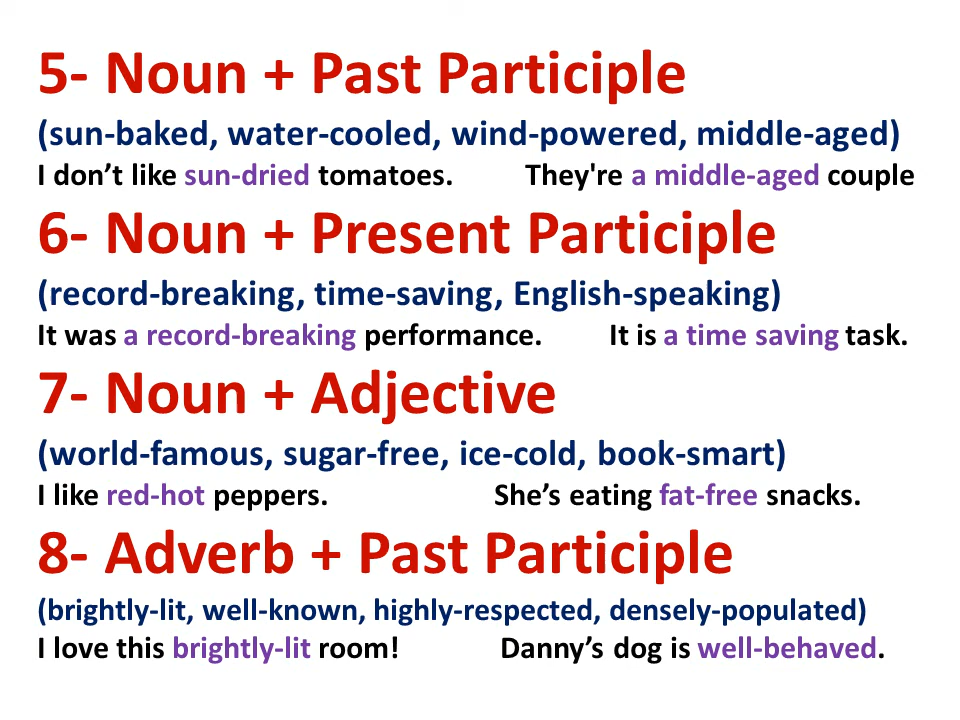 5- Noun + Past Participle
(sun-baked, water-cooled, wind-powered, middle-aged)
I don’t like sun-dried tomatoes. They're a middle-aged couple
6- Noun + Present Participle
(record-breaking, time-saving, English-speaking)
It was a record-breaking performance. It is a time saving task.
7- Noun + Adjective
(world-famous, sugar-free, ice-cold, book-smart)
I like red-hot peppers. She’s eating fat-free snacks.
8- Adverb + Past Participle
(brightly-lit, well-known, highly-respected, densely-populated)
I love this brightly-lit room! Danny’s dog is well-behaved.